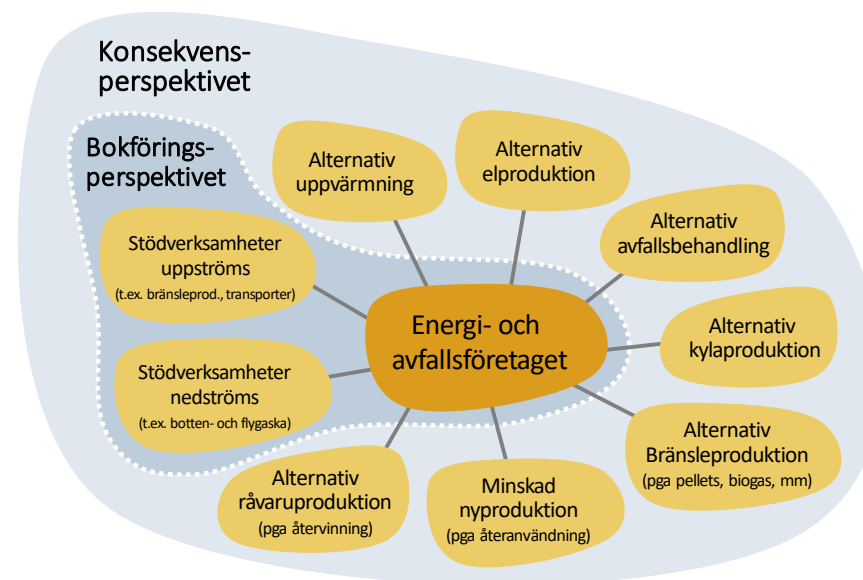 Konsekvens-
perspektivet
Bokförings-
perspektivet
Alternativ
uppvärmning
Alternativ
elproduktion
Alternativ
avfallsbehandling
Stödverksamheter
uppströms
(t.ex. bränsleprod., transporter)
Energi- och
avfallsföretaget
Alternativ
kylaproduktion
Stödverksamheter
nedströms
(t.ex. botten- och flygaska)
Alternativ
Bränsleproduktion
(pga pellets, biogas, mm)
Alternativ
råvaruproduktion
(pga återvinning)
Minskad
nyproduktion
(pga återanvändning)